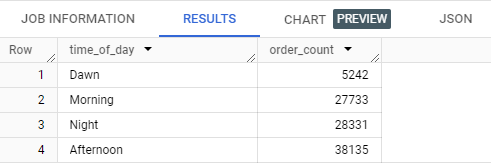 JOB INFORMATION RESULTS CHART PREVIEW JSON
Row time_of_day order_count
1 Dawn 5242
2 Morning 27733
3 Night 28331
4 Afternoon 38135